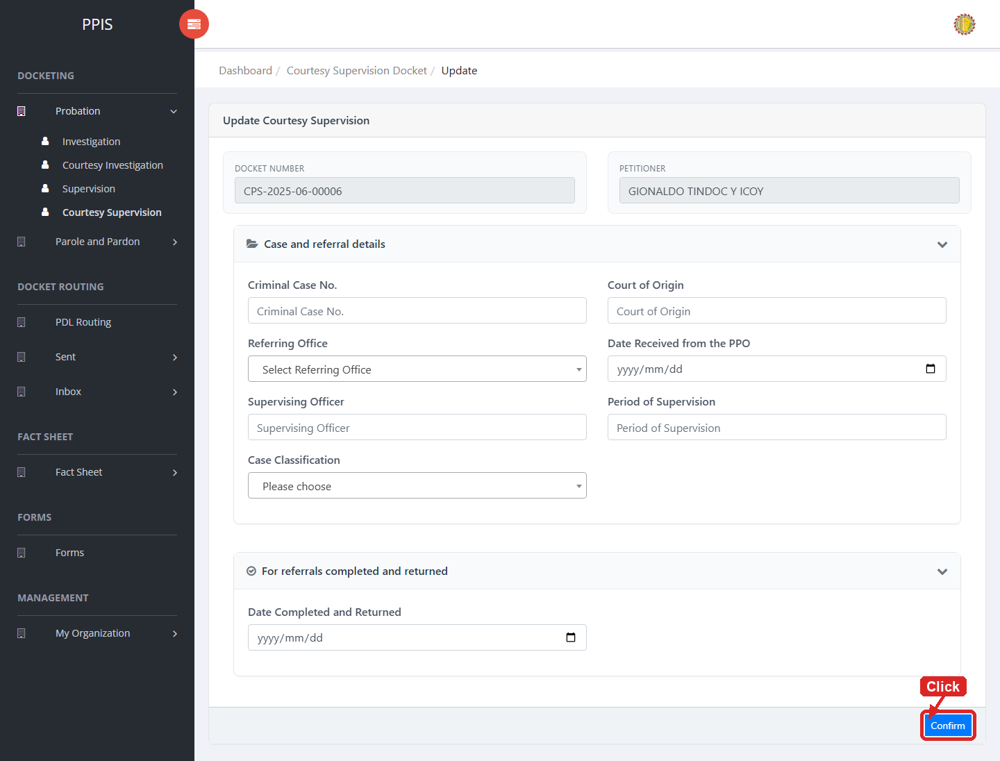 PPIS
DOCKETING
Probation
Investigation
Courtesy Investigation
Supervision
Courtesy Supervision
Parole and Pardon
DOCKET ROUTING
PDL Routing
Sent
Inbox
FACT SHEET
Fact Sheet
FORMS
Forms
MANAGEMENT
My Organization
Dashboard / Courtesy Supervision Docket / Update
Update Courtesy Supervision
DOCKET NUMBER
CPS-2025-06-00006
PETITIONER
GIONALDO TINDOC Y ICOY
Case and referral details
Criminal Case No.
Criminal Case No.
Court of Origin
Court of Origin
Referring Office
Select Referring Office
Date Received from the PPO
yyyy/mm/dd
Supervising Officer
Supervising Officer
Period of Supervision
Period of Supervision
Case Classification
Please choose
For referrals completed and returned
Date Completed and Returned
yyyy/mm/dd
Click
Confirm